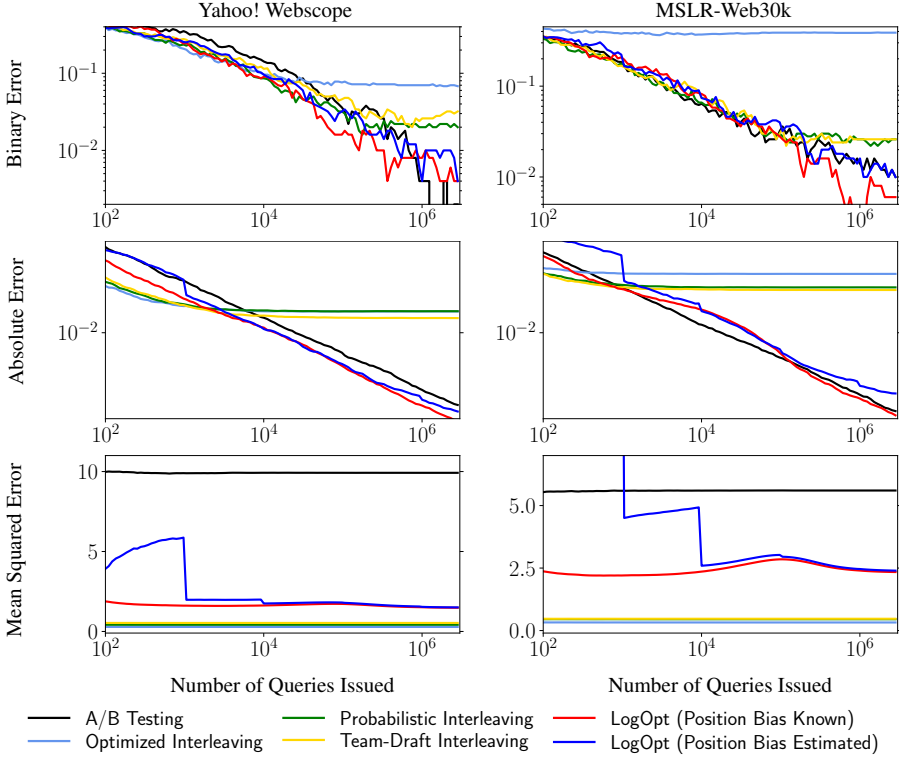 Yahoo! Webscope
MSLR-Web30k
Binary Error
10^−1
10^−2
10^2
10^4
10^6
10^−1
10^−2
10^2
10^4
10^6
Absolute Error
10^−2
10^2
10^4
10^6
10^−2
10^2
10^4
10^6
Mean Squared Error
10
5
0
10^2
10^4
10^6
5.0
2.5
0.0
10^2
10^4
10^6
Number of Queries Issued
Number of Queries Issued
A/B Testing
Probabilistic Interleaving
LogOpt (Position Bias Known)
Optimized Interleaving
Team-Draft Interleaving
LogOpt (Position Bias Estimated)